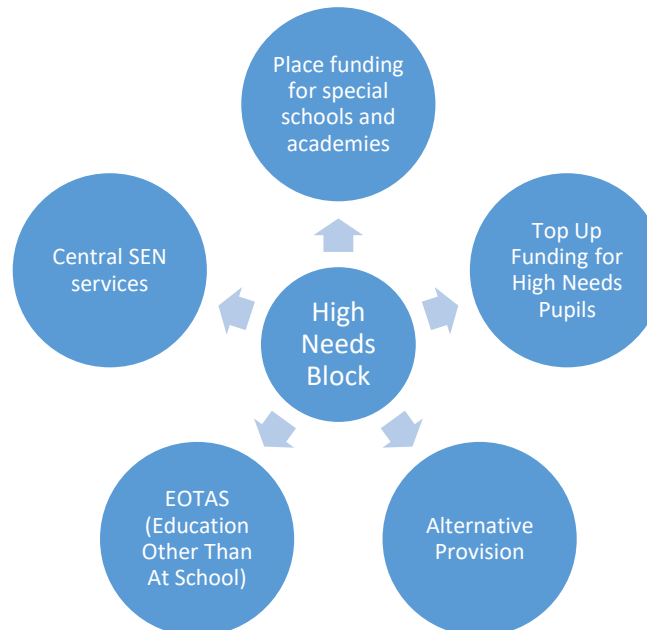 Place funding
for special
schools and
academies
Top Up
Funding for
High Needs
Pupils
Alternative
Provision
EOTAS
(Education
Other Than
At School)
Central SEN
services
High
Needs
Block